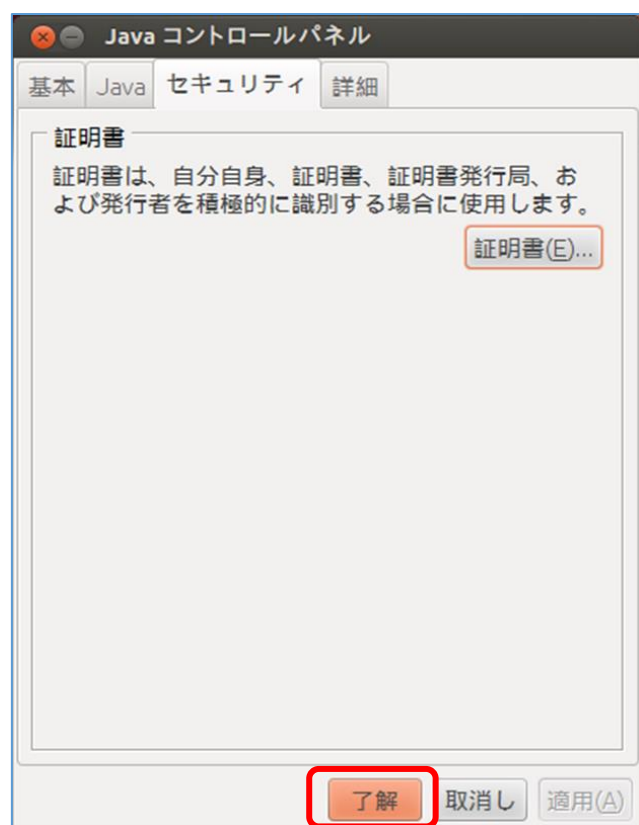 Java コントロールパネル
基本 Java セキュリティ 詳細
証明書
証明書は、自分自身、証明書、証明書発行局、お
よび発行者を積極的に識別する場合に使用します。
証明書(E)...
了解 取消し 適用(A)